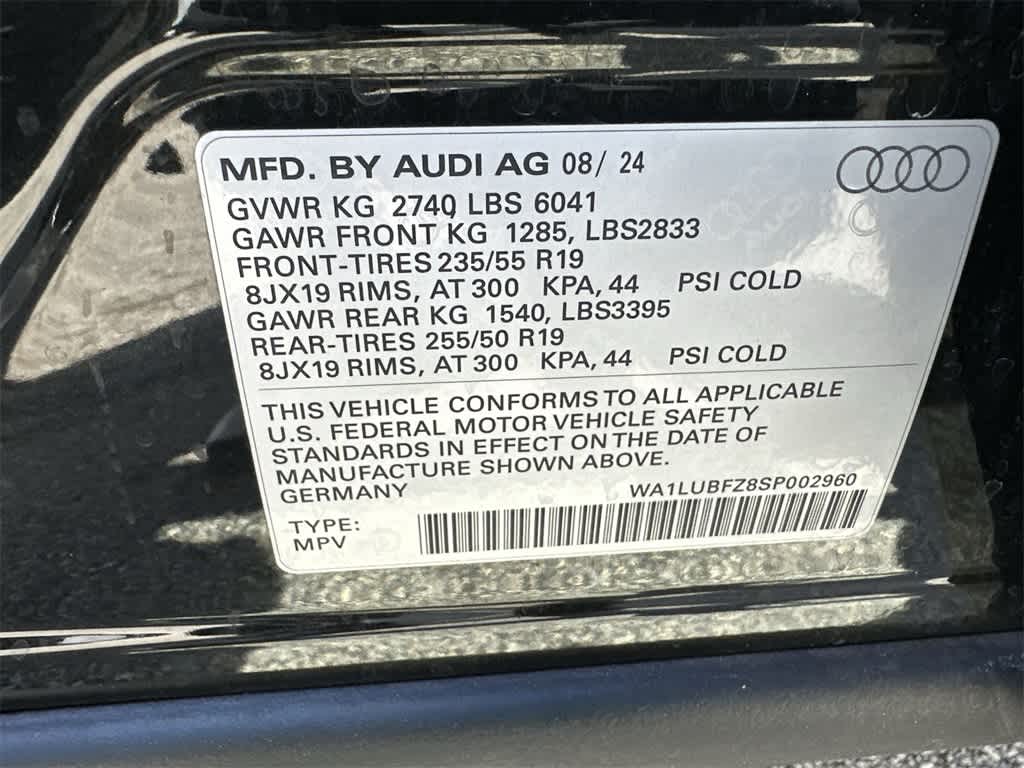 MFD. BY AUDI AG 08/ 24
GVWR KG 2740 LBS 6041
GAWR FRONT KG 1285, LBS2833
FRONT-TIRES 235/55 R19
8JX19 RIMS, AT 300 KPA, 44 PSI COLD
GAWR REAR KG 1540, LBS3395
REAR-TIRES 255/50 R19
8JX19 RIMS, AT 300 KPA, 44 PSI COLD
THIS VEHICLE CONFORMS TO ALL APPLICABLE
U.S. FEDERAL MOTOR VEHICLE SAFETY
STANDARDS IN EFFECT ON THE DATE OF
MANUFACTURE SHOWN ABOVE.
GERMANY WA1LUBFZ8SP002960
TYPE:
MPV